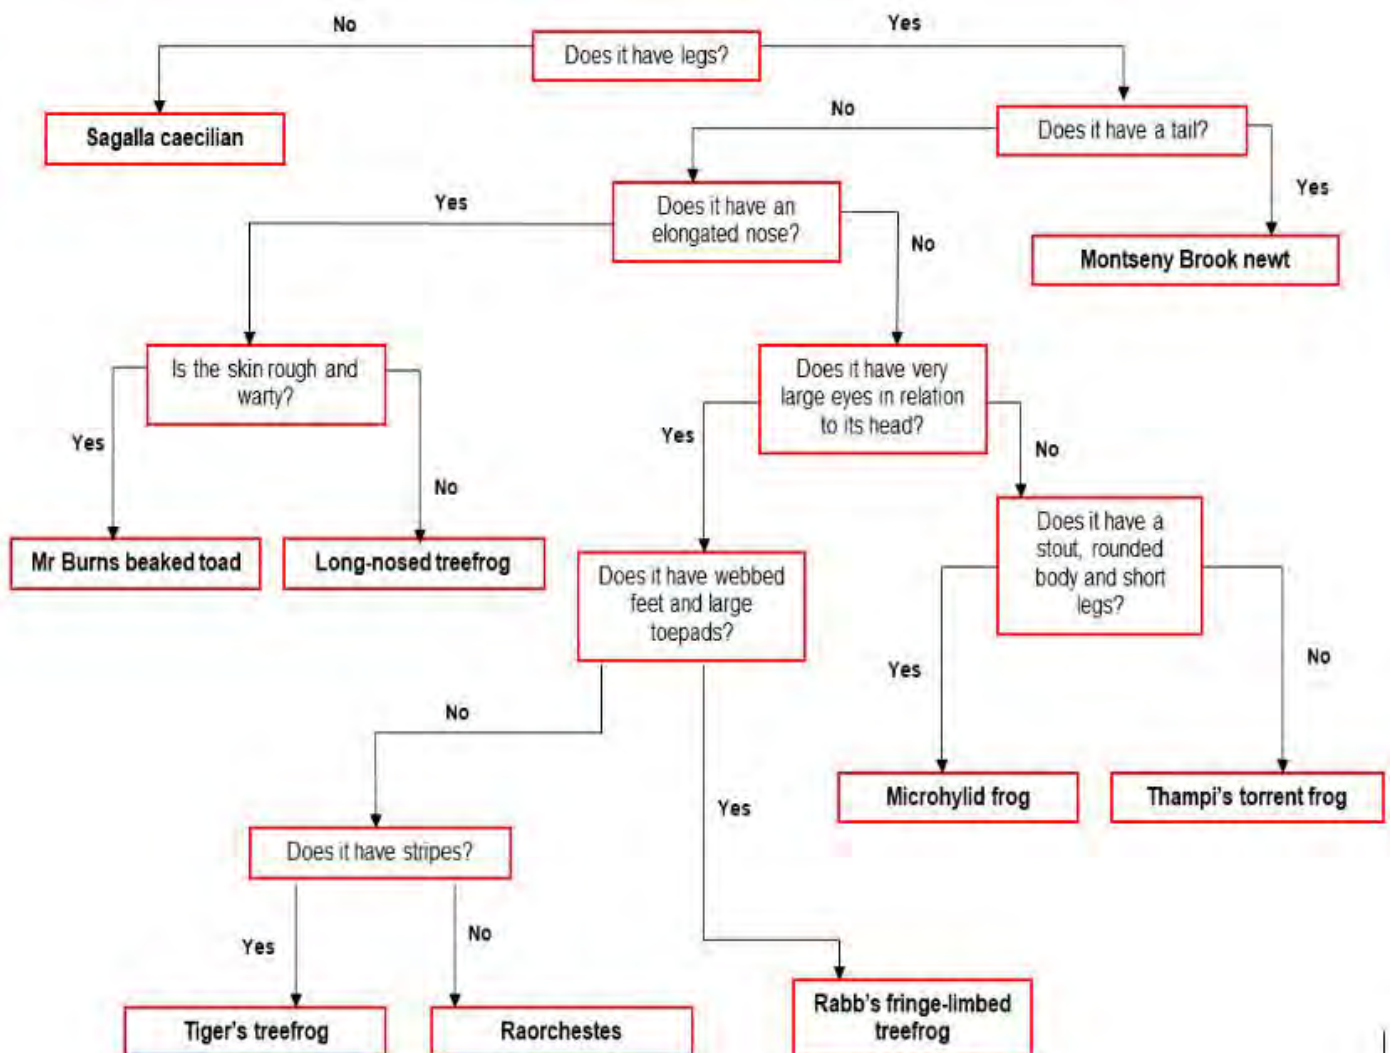 No
Yes
Does it have legs?
No
Sagalla caecilian
Does it have a tail?
Yes
Yes
Does it have an
elongated nose?
No
Montseny Brook newt
Is the skin rough and
warty?
Does it have very
large eyes in relation
to its head?
Yes
Yes
No
No
Does it have a
stout, rounded
body and short
legs?
Mr Burns beaked toad
Long-nosed treefrog
Does it have webbed
feet and large
toepads?
Yes
No
No
Microhylid frog
Thampi's torrent frog
Yes
Does it have stripes?
Yes
No
Rabb's fringe-limbed
treefrog
Tiger's treefrog
Raorchestes